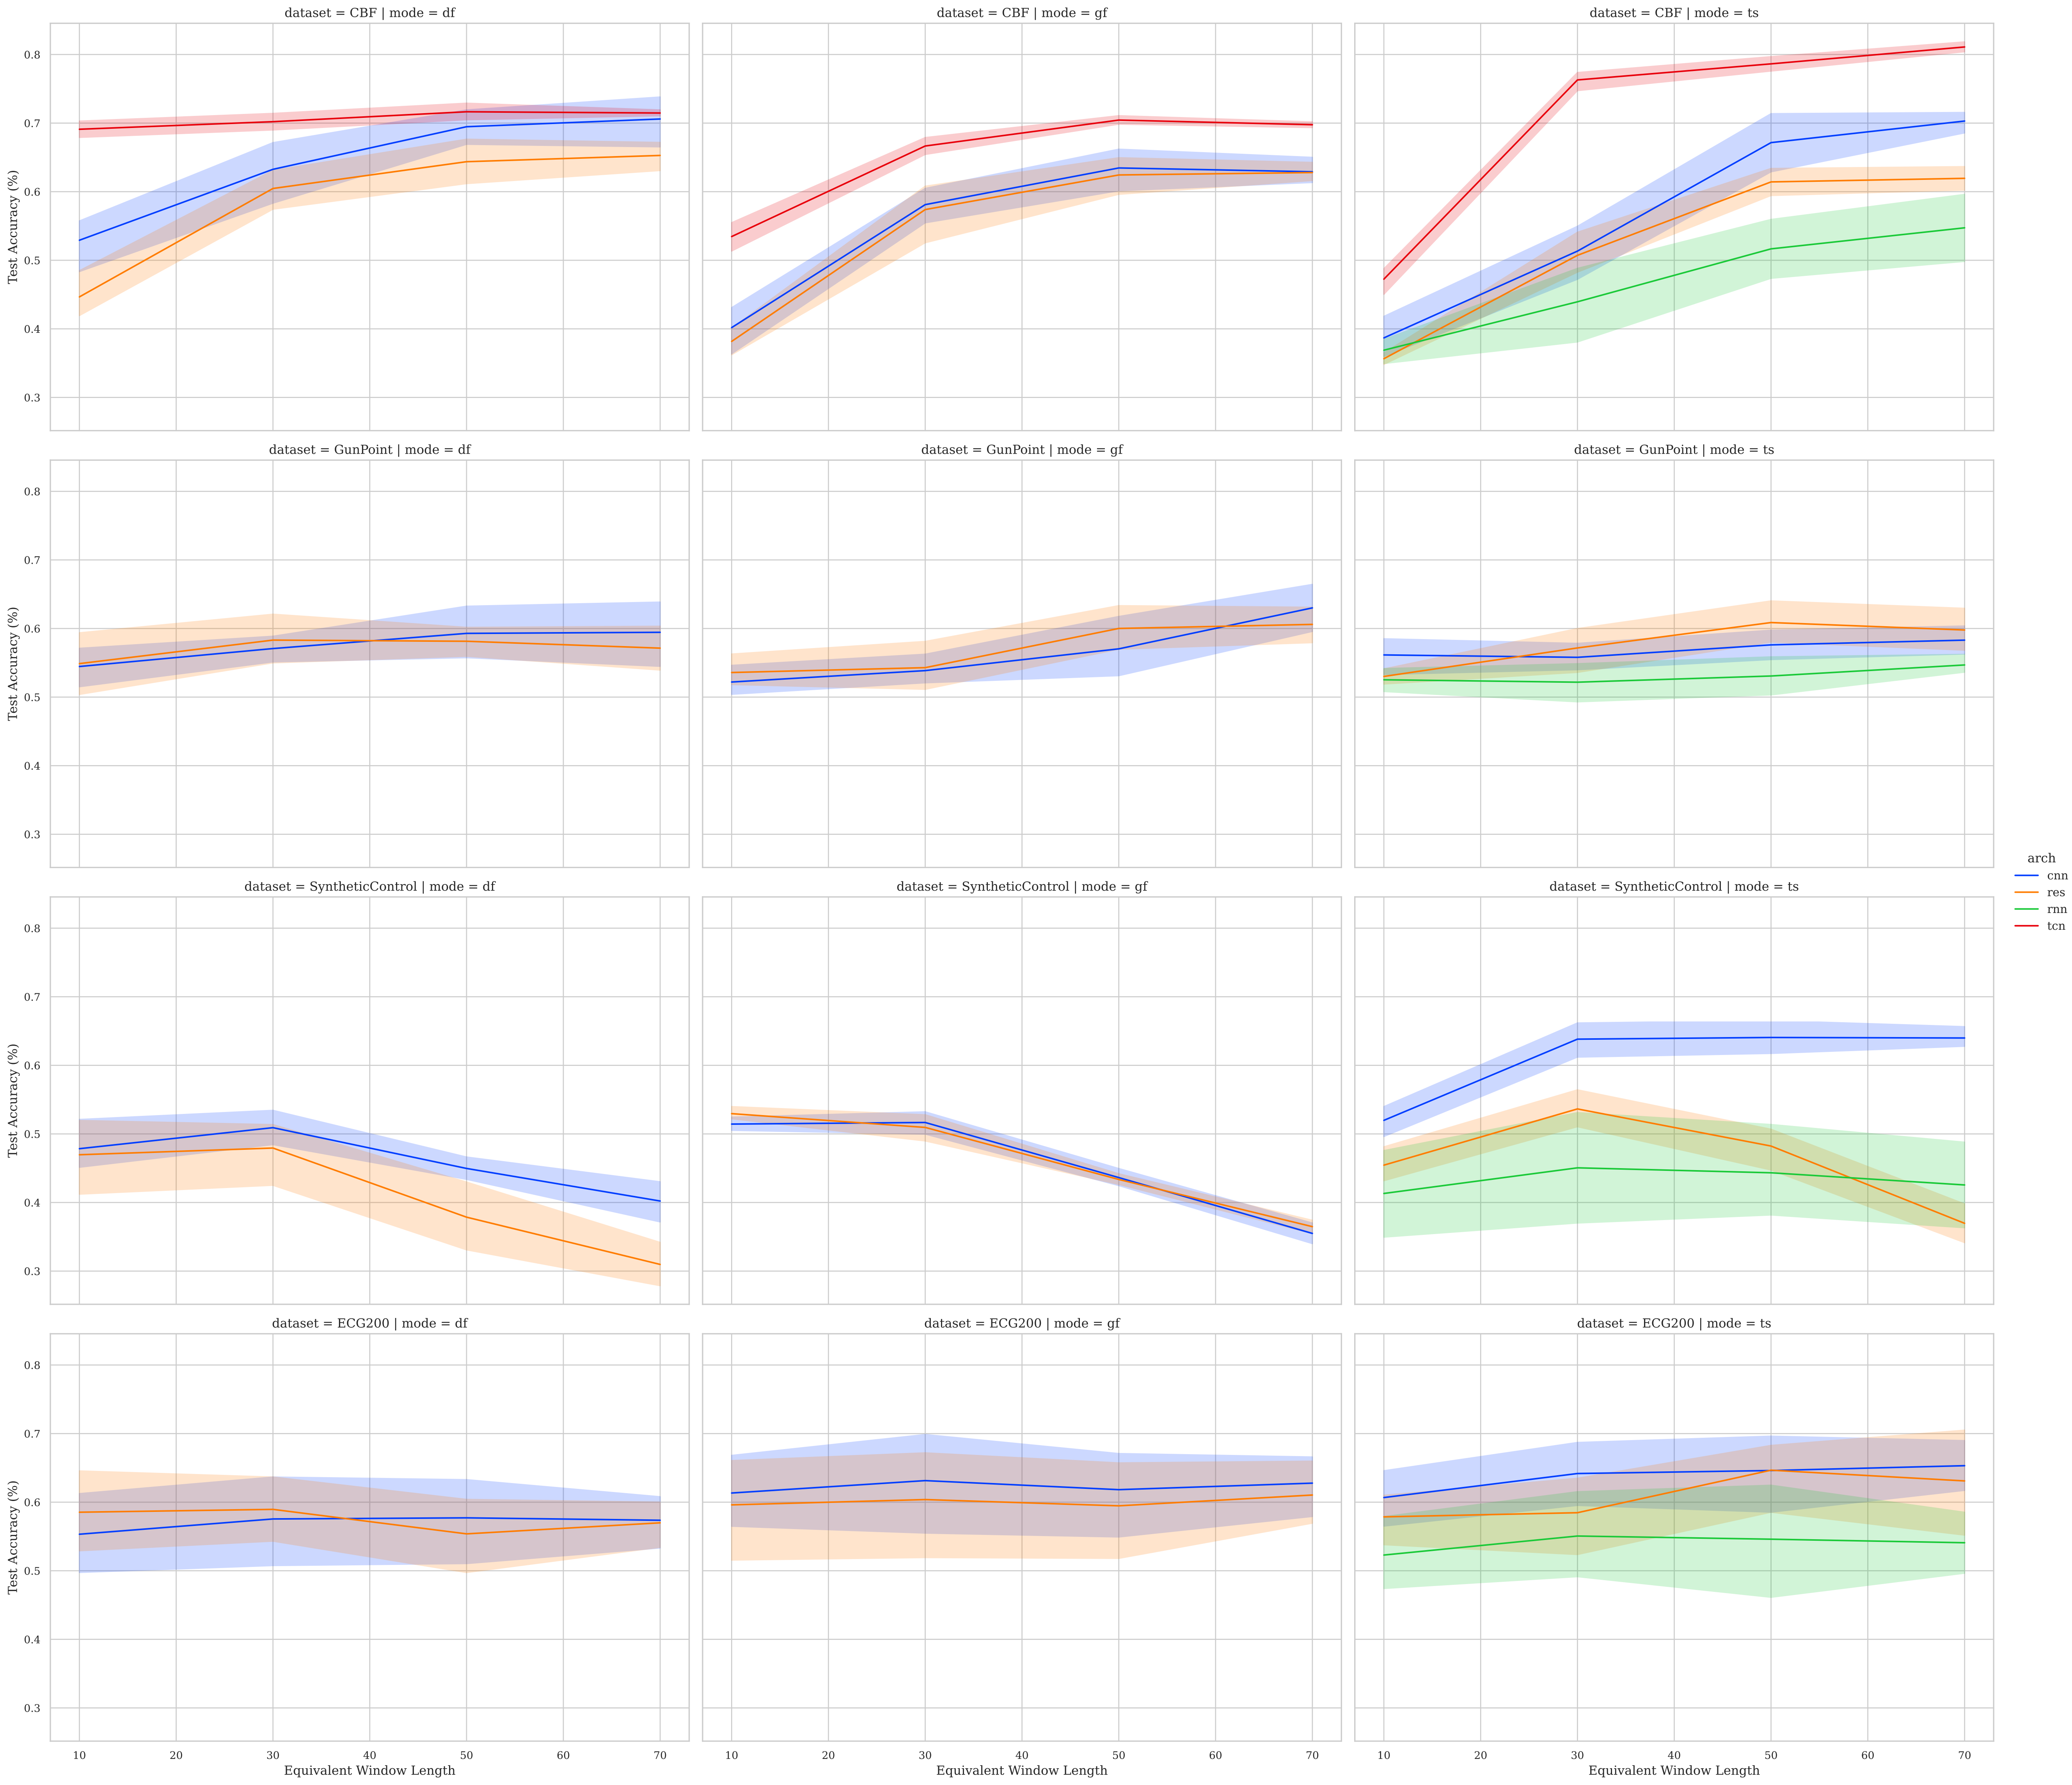 dataset = CBF | mode = df
dataset = CBF | mode = gf
dataset = CBF | mode = ts
Test Accuracy (%)
0.8
0.7
0.6
0.5
0.4
0.3
dataset = GunPoint | mode = df
dataset = GunPoint | mode = gf
dataset = GunPoint | mode = ts
Test Accuracy (%)
0.8
0.7
0.6
0.5
0.4
0.3
arch
cnn
res
rnn
tcn
dataset = SyntheticControl | mode = df
dataset = SyntheticControl | mode = gf
dataset = SyntheticControl | mode = ts
Test Accuracy (%)
0.8
0.7
0.6
0.5
0.4
0.3
dataset = ECG200 | mode = df
dataset = ECG200 | mode = gf
dataset = ECG200 | mode = ts
Test Accuracy (%)
0.8
0.7
0.6
0.5
0.4
0.3
10 20 30 40 50 60 70
10 20 30 40 50 60 70
10 20 30 40 50 60 70
Equivalent Window Length
Equivalent Window Length
Equivalent Window Length